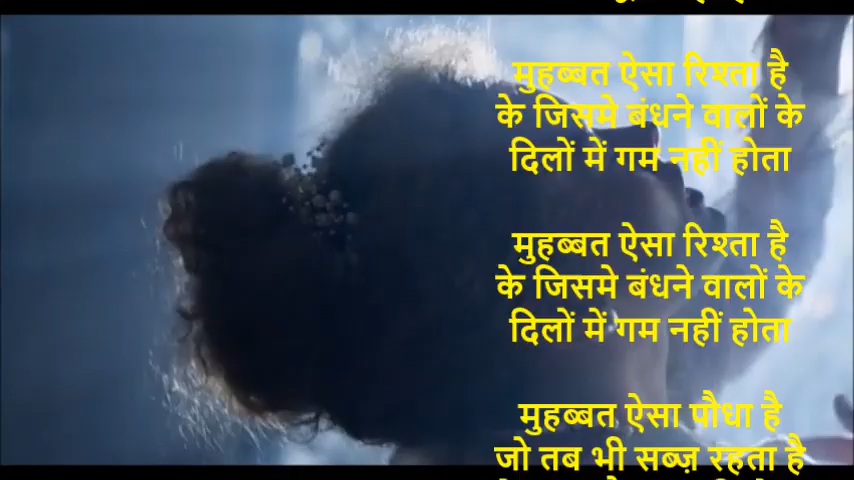 मुहब्बत ऐसा रिश्ता है
के जिसमे बंधने वालों के
दिलों में गम नहीं होता
मुहब्बत ऐसा रिश्ता है
के जिसमे बंधने वालों के
दिलों में गम नहीं होता
मुहब्बत ऐसा पौधा है
जो तब भी सब्ज़ रहता है